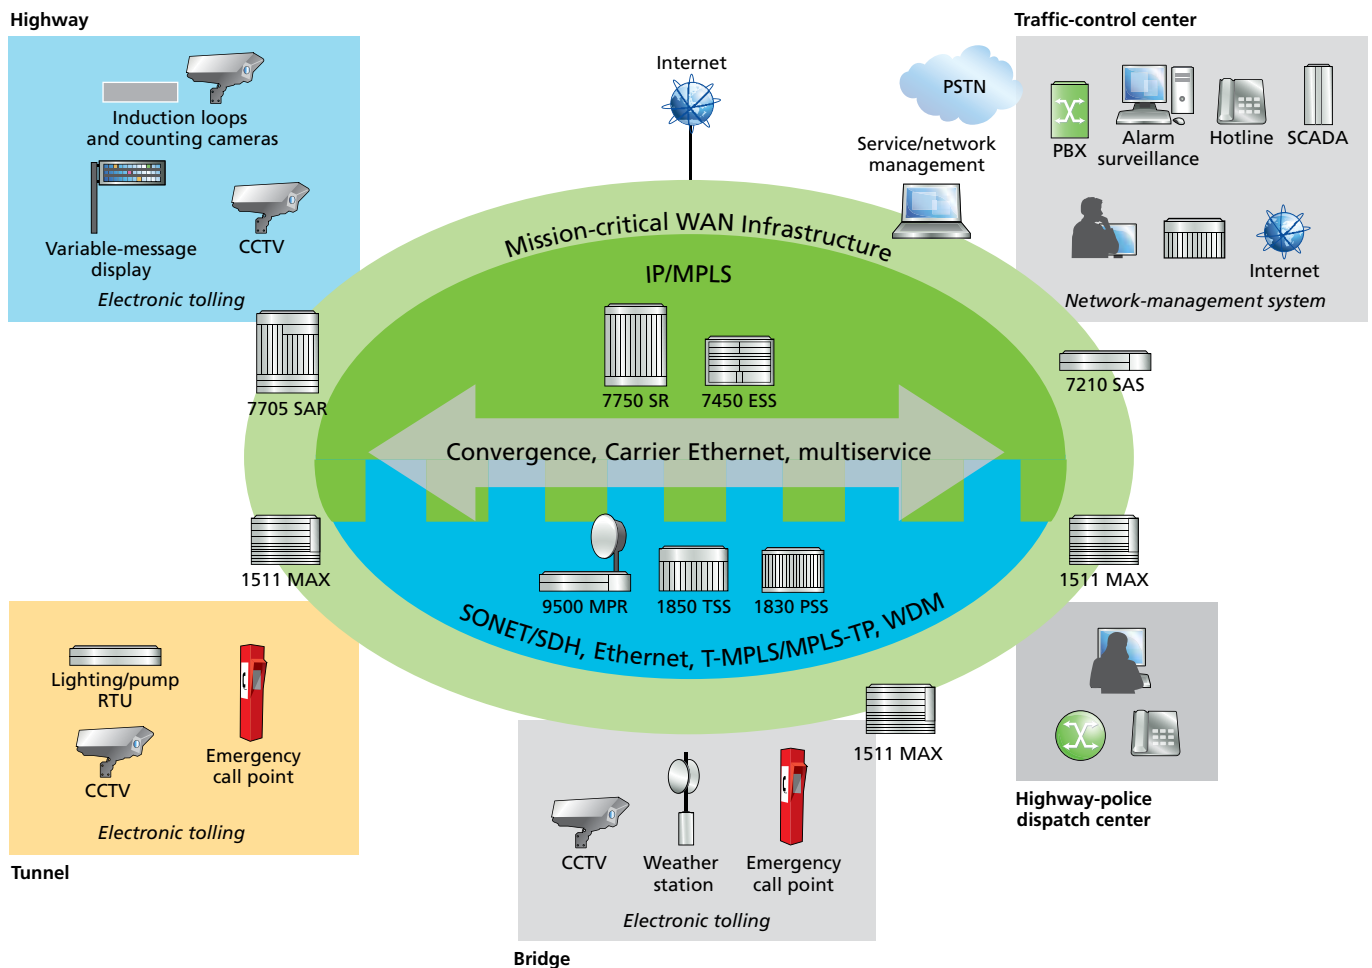 Highway
Induction loops
and counting cameras
Variable-message
display
CCTV
Electronic tolling
Internet
PSTN
Service/network
management
Traffic-control center
PBX
Alarm
surveillance
Hotline
SCADA
Internet
Network-management system
Mission-critical WAN Infrastructure
IP/MPLS
7705 SAR
7750 SR
7450 ESS
7210 SAS
Convergence, Carrier Ethernet, multiservice
1511 MAX
9500 MPR
1850 TSS
1830 PSS
1511 MAX
SONET/SDH, Ethernet, T-MPLS/MPLS-TP, WDM
Lighting/pump
RTU
CCTV
Emergency
call point
Electronic tolling
Tunnel
1511 MAX
CCTV
Weather
station
Emergency
call point
Electronic tolling
Bridge
Highway-police
dispatch center